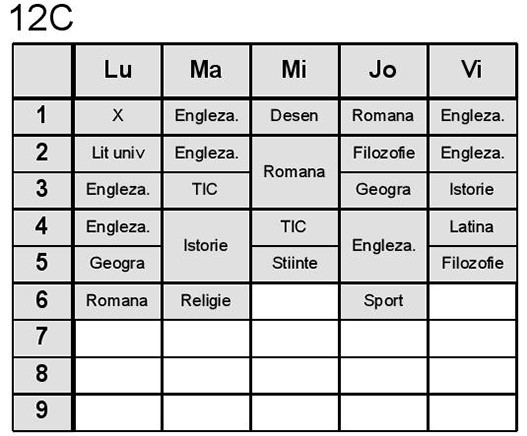 12C
Lu Ma Mi Jo Vi
1 X Engleza. Desen Romana Engleza.
2 Lit univ Engleza. Romana Filozofie Engleza.
3 Engleza. TIC Geogra Istorie
4 Engleza. Istorie TIC Engleza. Latina
5 Geogra Stiinte Filozofie
6 Romana Religie Sport
7
8
9